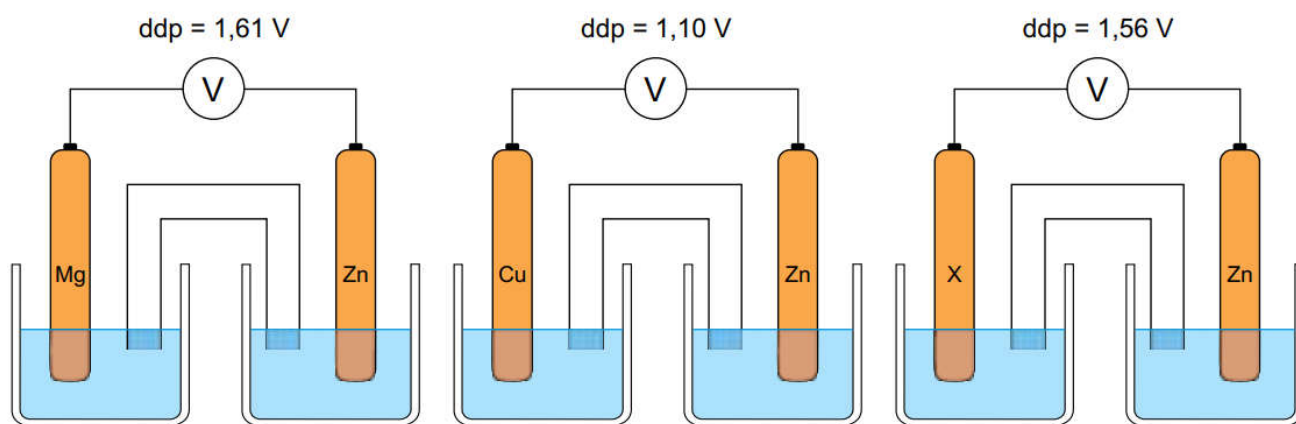 ddp = 1,61 V
V
Mg
Zn
ddp = 1,10 V
V
Cu
Zn
ddp = 1,56 V
V
X
Zn